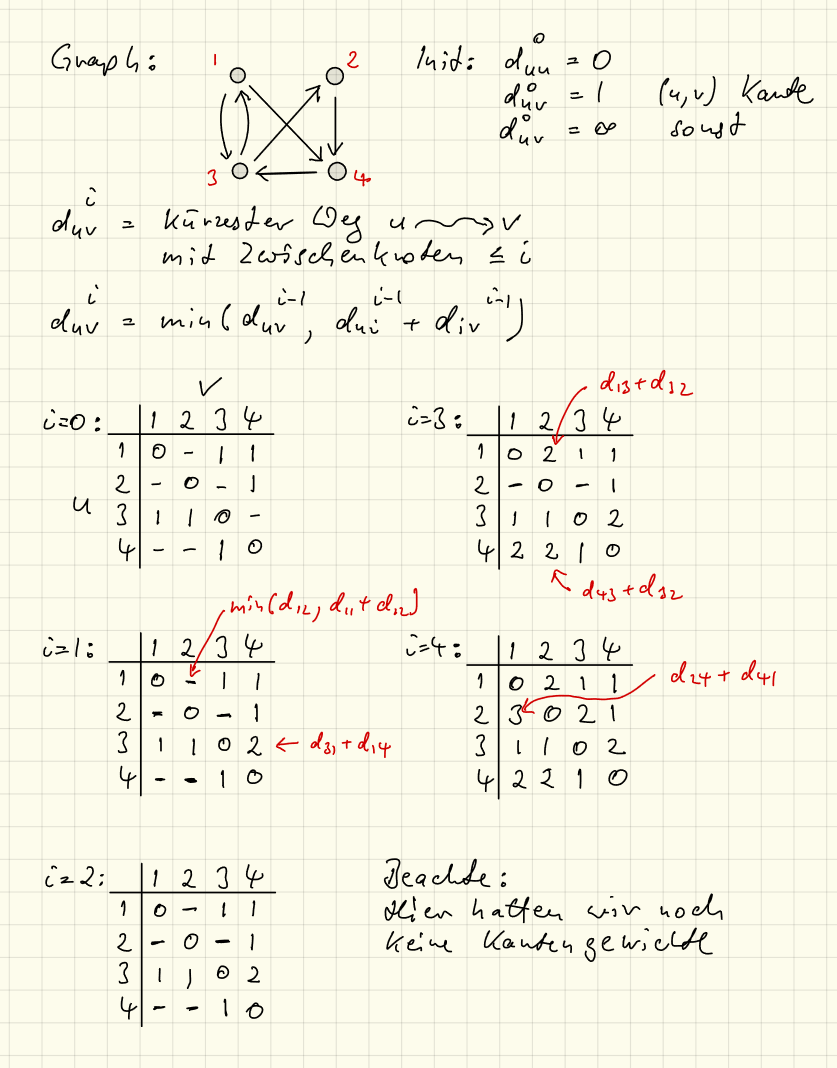 Graph:
1 2
3 4
Init: d⁰ᵤᵤ = 0
d⁰ᵤᵥ = 1 (u,v) Kante
d⁰ᵤᵥ = ∞ sonst
dⁱᵤᵥ = kürzester Weg u ⟿ v
mit Zwischenknoten ≤ i
dⁱᵤᵥ = min(dᵤᵥⁱ⁻¹, dᵤᵢⁱ⁻¹ + dᵢᵥⁱ⁻¹)
v
i=0: 1 2 3 4
1 0 - 1 1
2 - 0 - 1
u
3 1 1 0 -
4 - - 1 0
d₁₃+d₃₂
i=3: 1 2 3 4
1 0 2 1 1
2 - 0 - 1
3 1 1 0 2
4 2 2 1 0
d₄₃+d₃₂
min(d₁₂, d₁₁+d₁₂)
i=1: 1 2 3 4
1 0 - 1 1
2 - 0 - 1
3 1 1 0 2 ← d₃₁+d₁₄
4 - - 1 0
i=4: 1 2 3 4
1 0 2 1 1
d₂₄ + d₄₁
2 3 0 2 1
3 1 1 0 2
4 2 2 1 0
i=2: 1 2 3 4
1 0 - 1 1
2 - 0 - 1
3 1 1 0 2
4 - - 1 0
Beachte:
Hier hatten wir noch
keine Kantengewichte